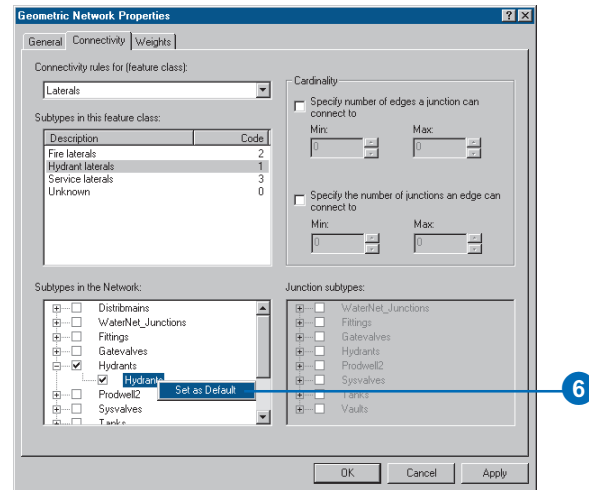 Geometric Network Properties
General
Connectivity
Weights
Connectivity rules for (feature class):
Laterals
Subtypes in this feature class:
Description Code
Fire laterals 2
Hydrant laterals 1
Service laterals 3
Unknown 0
Cardinality
Specify number of edges a junction can
connect to
Min: Max:
0 0
Specify the number of junctions an edge can
connect to
Min: Max:
0 0
Subtypes in the Network:
Distribmains
WaterNet_Junctions
Fittings
Gatevalves
Hydrants
Hydrants
Set as Default
Prodwell2
Sysvalves
Tanks
Junction subtypes:
WaterNet_Junctions
Fittings
Gatevalves
Hydrants
Prodwell2
Sysvalves
Tanks
Vaults
6
OK Cancel Apply